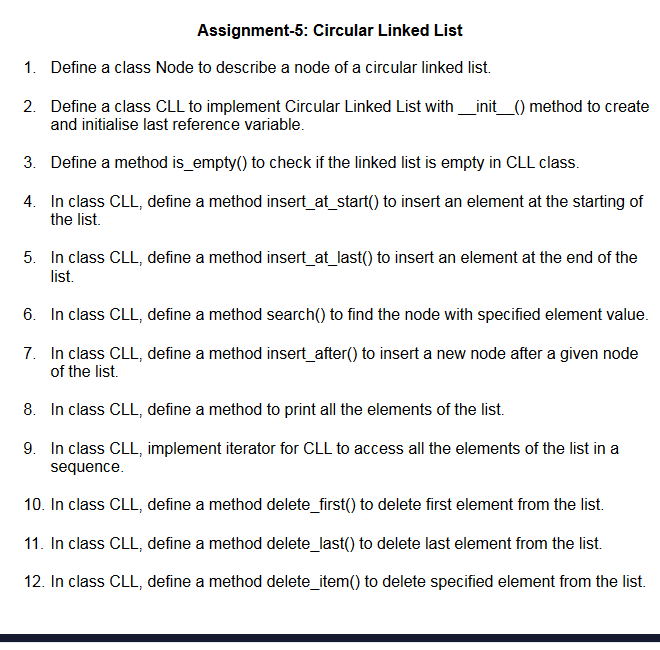 Assignment-5: Circular Linked List
1. Define a class Node to describe a node of a circular linked list.
2. Define a class CLL to implement Circular Linked List with __init__() method to create
and initialise last reference variable.
3. Define a method is_empty() to check if the linked list is empty in CLL class.
4. In class CLL, define a method insert_at_start() to insert an element at the starting of
the list.
5. In class CLL, define a method insert_at_last() to insert an element at the end of the
list.
6. In class CLL, define a method search() to find the node with specified element value.
7. In class CLL, define a method insert_after() to insert a new node after a given node
of the list.
8. In class CLL, define a method to print all the elements of the list.
9. In class CLL, implement iterator for CLL to access all the elements of the list in a
sequence.
10. In class CLL, define a method delete_first() to delete first element from the list.
11. In class CLL, define a method delete_last() to delete last element from the list.
12. In class CLL, define a method delete_item() to delete specified element from the list.